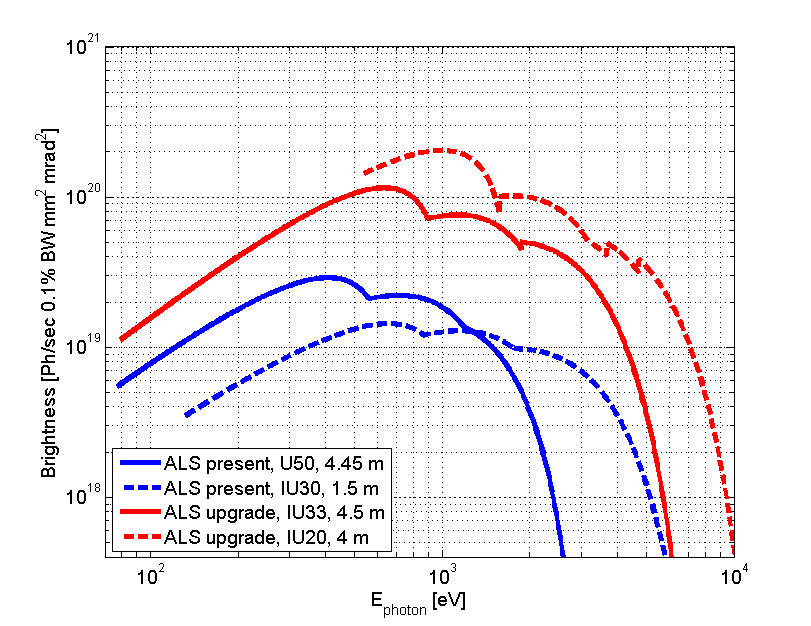 10^21
10^20
10^19
10^18
Brightness [Ph/sec 0.1% BW mm^2 mrad^2]
ALS present, U50, 4.45 m
ALS present, IU30, 1.5 m
ALS upgrade, IU33, 4.5 m
ALS upgrade, IU20, 4 m
10^2 10^3 10^4
E_photon [eV]